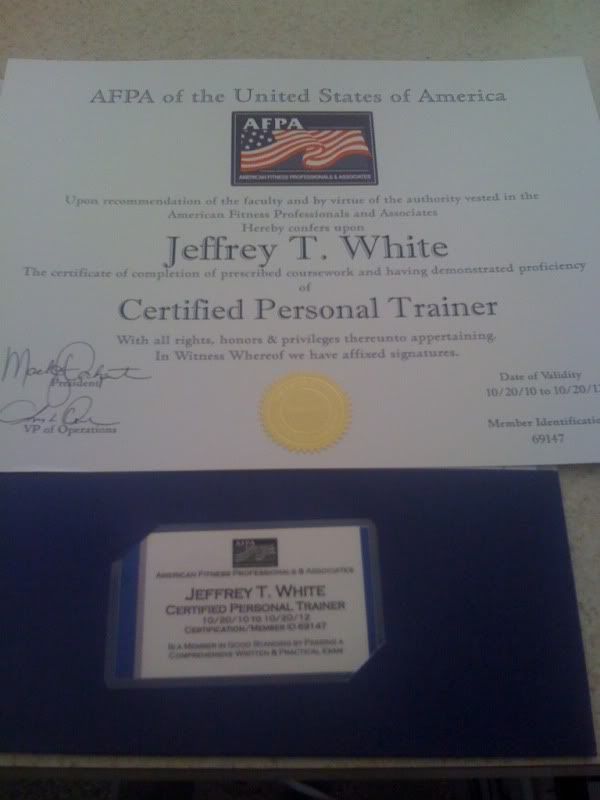 AFPA of the United States of America
AFPA
AMERICAN FITNESS PROFESSIONALS & ASSOCIATES
Upon recommendation of the faculty and by virtue of the authority vested in the
American Fitness Professionals and Associates
Hereby confers upon
Jeffrey T. White
The certificate of completion of prescribed coursework and having demonstrated proficiency
of
Certified Personal Trainer
With all rights, honors & privileges thereunto appertaining.
In Witness Whereof we have affixed signatures.
President
VP of Operations
Date of Validity
10/20/10 to 10/20/1
Member Identificatio
69147
AFPA
AMERICAN FITNESS PROFESSIONALS & ASSOCIATES
JEFFREY T. WHITE
CERTIFIED PERSONAL TRAINER
10/20/10 TO 10/20/12
CERTIFICATION/MEMBER ID 69147
IS A MEMBER IN GOOD STANDING BY PASSING A
COMPREHENSIVE WRITTEN & PRACTICAL EXAM